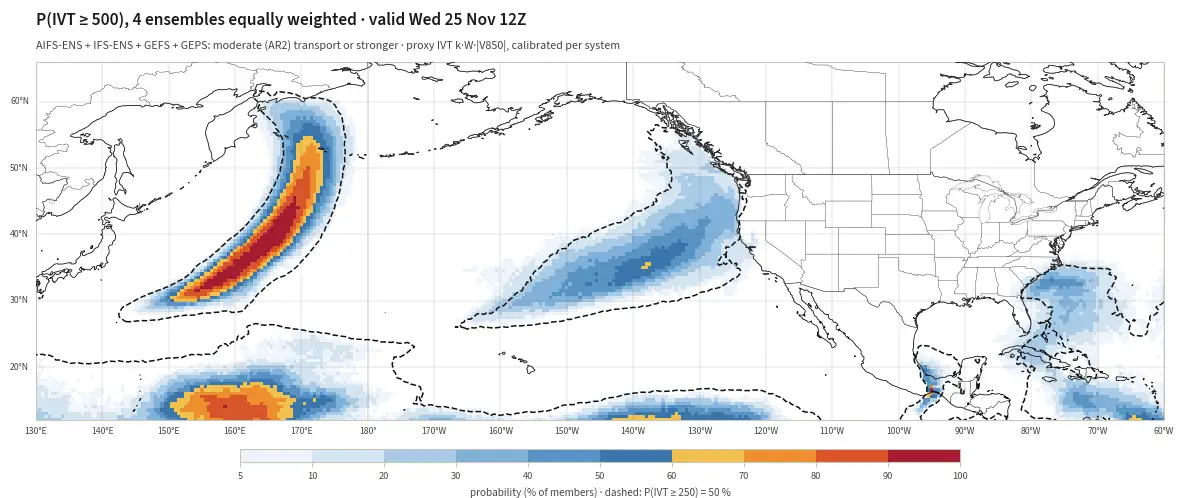 P(IVT ≥ 500), 4 ensembles equally weighted · valid Wed 25 Nov 12Z
AIFS-ENS + IFS-ENS + GEFS + GEPS: moderate (AR2) transport or stronger · proxy IVT k·W·|V850|, calibrated per system
60°N
50°N
40°N
30°N
20°N
130°E 140°E 150°E 160°E 170°E 180° 170°W 160°W 150°W 140°W 130°W 120°W 110°W 100°W 90°W 80°W 70°W 60°W
5 10 20 30 40 50 60 70 80 90 100
probability (% of members) · dashed: P(IVT ≥ 250) = 50 %